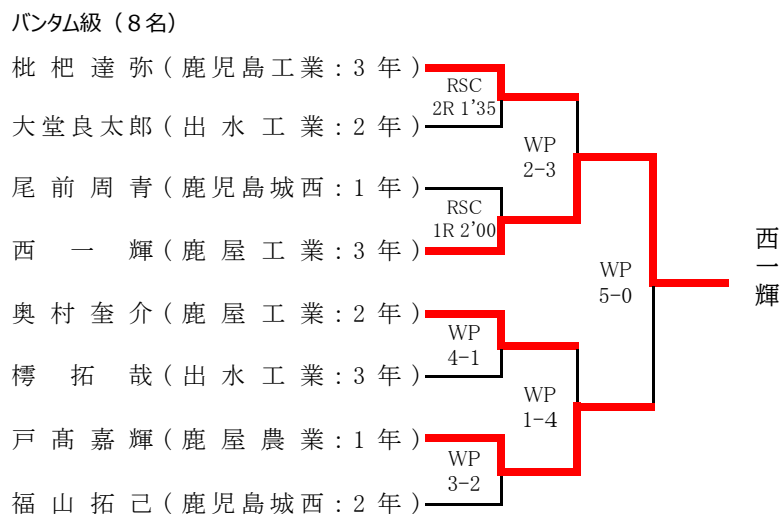 バンタム級（８名）
枇杷達弥(鹿児島工業:3年)
RSC
2R 1’35
大堂良太郎(出水工業:2年)
WP
2-3
尾前周青(鹿児島城西:1年)
RSC
1R 2’00
西一輝(鹿屋工業:3年)
WP
5-0
西一輝
奥村奎介(鹿屋工業:2年)
WP
4-1
樗拓哉(出水工業:3年)
WP
1-4
戸髙嘉輝(鹿屋農業:1年)
WP
3-2
福山拓己(鹿児島城西:2年)